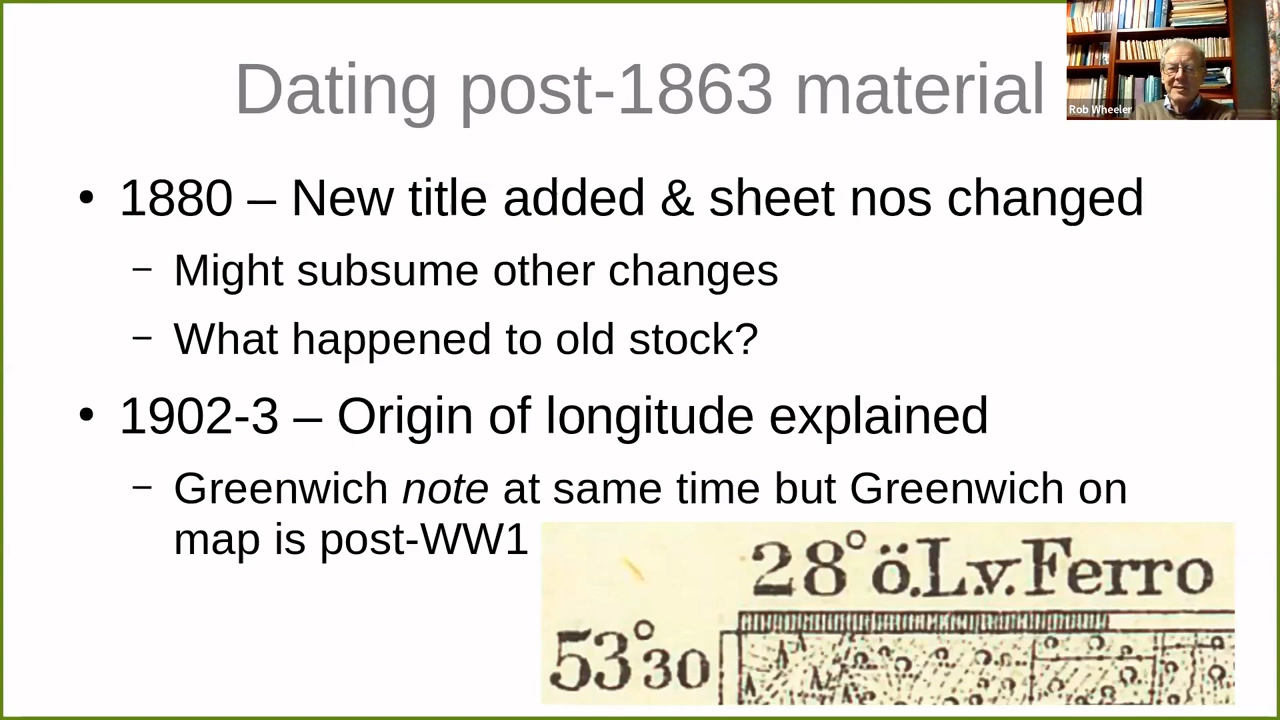 Dating post-1863 material
Rob Wheeler
• 1880 – New title added & sheet nos changed
– Might subsume other changes
– What happened to old stock?
• 1902-3 – Origin of longitude explained
– Greenwich note at same time but Greenwich on
map is post-WW1
28° ö.L.v.Ferro
53°30